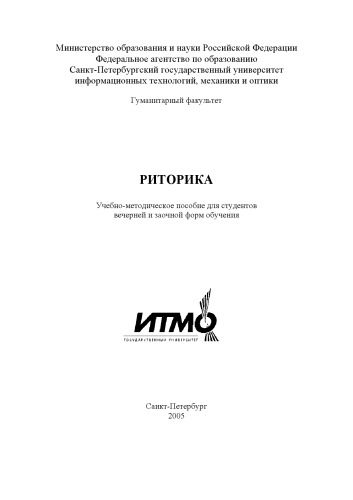 Министерство образования и науки Российской Федерации
Федеральное агентство по образованию
Санкт-Петербургский государственный университет
информационных технологий, механики и оптики
Гуманитарный факультет
РИТОРИКА
Учебно-методическое пособие для студентов
вечерней и заочной форм обучения
ИТМО
ГОСУДАРСТВЕННЫЙ УНИВЕРСИТЕТ
Санкт-Петербург
2005